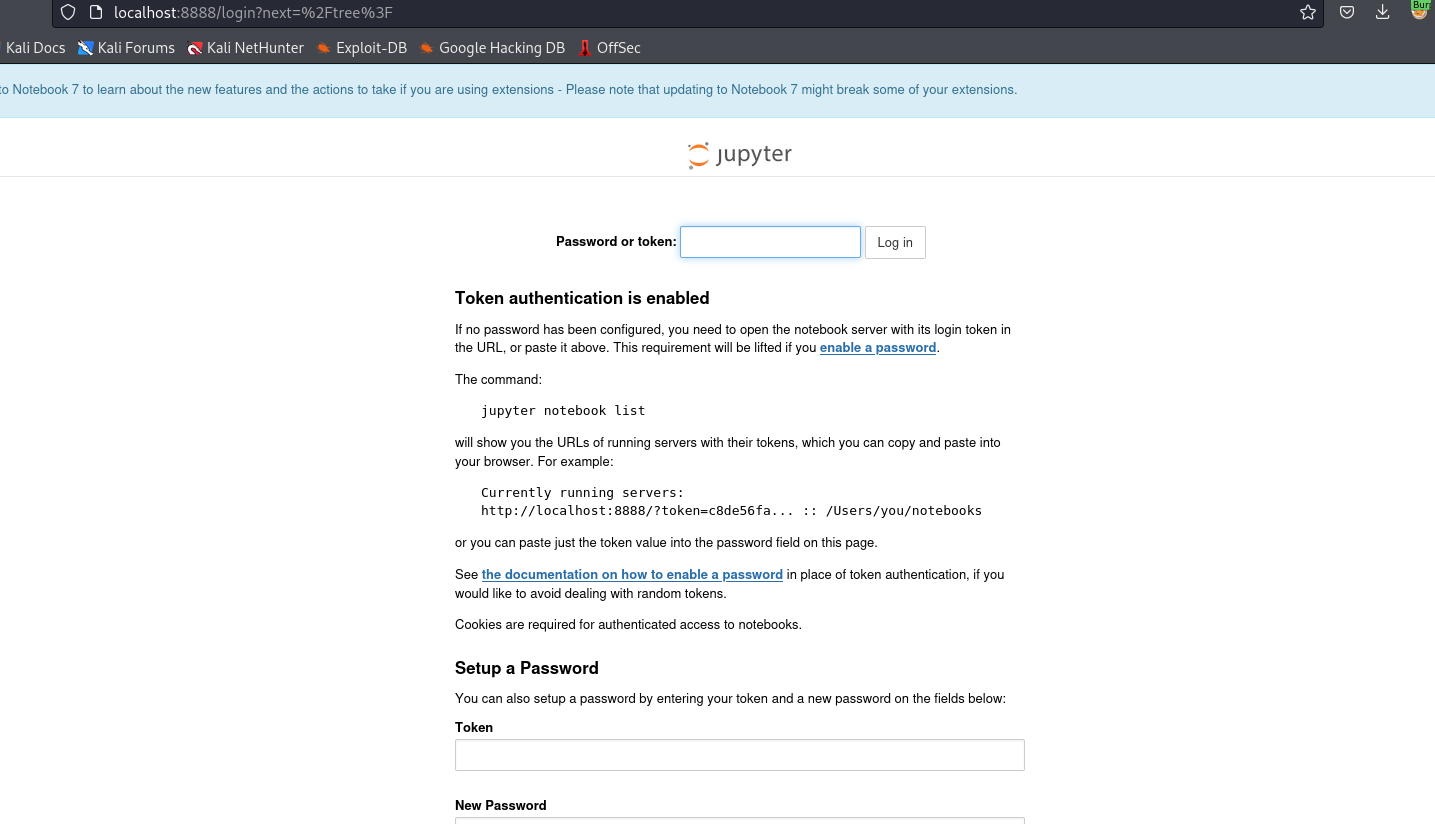 localhost:8888/login?next=%2Ftree%3F
Bur
Kali Docs Kali Forums Kali NetHunter Exploit-DB Google Hacking DB OffSec
to Notebook 7 to learn about the new features and the actions to take if you are using extensions - Please note that updating to Notebook 7 might break some of your extensions.
jupyter
Password or token: Log in
Token authentication is enabled
If no password has been configured, you need to open the notebook server with its login token in
the URL, or paste it above. This requirement will be lifted if you enable a password.
The command:
jupyter notebook list
will show you the URLs of running servers with their tokens, which you can copy and paste into
your browser. For example:
Currently running servers:
http://localhost:8888/?token=c8de56fa... :: /Users/you/notebooks
or you can paste just the token value into the password field on this page.
See the documentation on how to enable a password in place of token authentication, if you
would like to avoid dealing with random tokens.
Cookies are required for authenticated access to notebooks.
Setup a Password
You can also setup a password by entering your token and a new password on the fields below:
Token
New Password